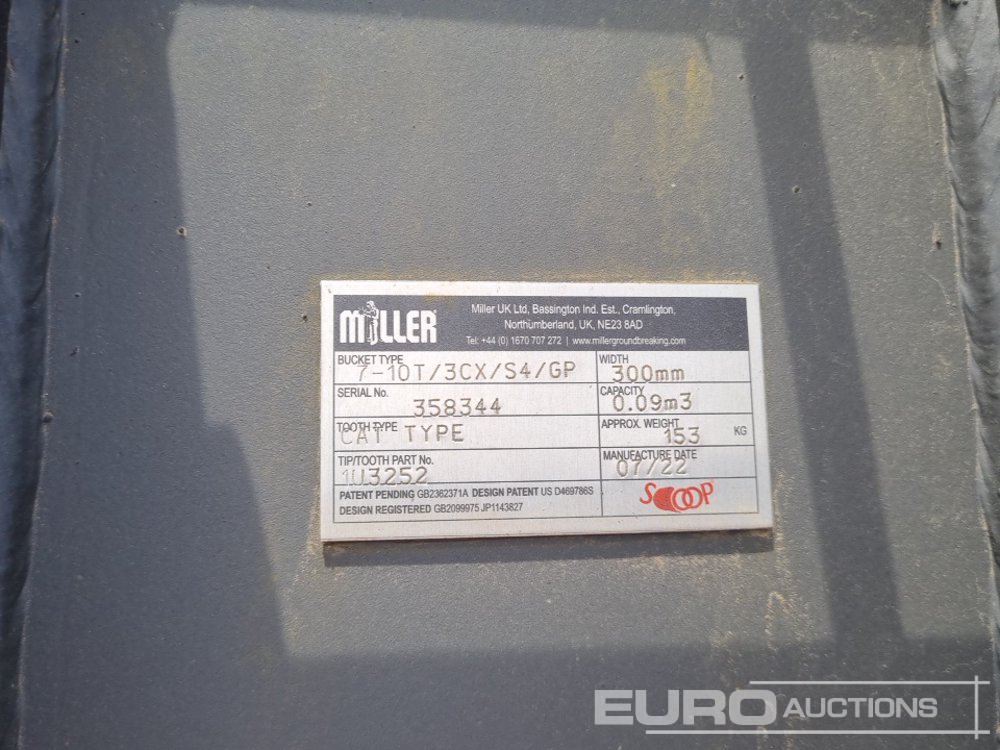 MILLER
Miller UK Ltd, Bassington Ind. Est., Cramlington,
Northumberland, UK, NE23 8AD
Tel: +44 (0) 1670 707 272 | www.millergroundbreaking.com
BUCKET TYPE
7-10T/3CX/S4/GP
WIDTH
300mm
SERIAL No.
358344
CAPACITY
0.09m3
TOOTH TYPE
CAT TYPE
APPROX. WEIGHT
153 KG
TIP/TOOTH PART No.
1U3252
MANUFACTURE DATE
07/22
PATENT PENDING GB2362371A DESIGN PATENT US D469786S
DESIGN REGISTERED GB2099975 JP1143827
SCOOP
EURO AUCTIONS